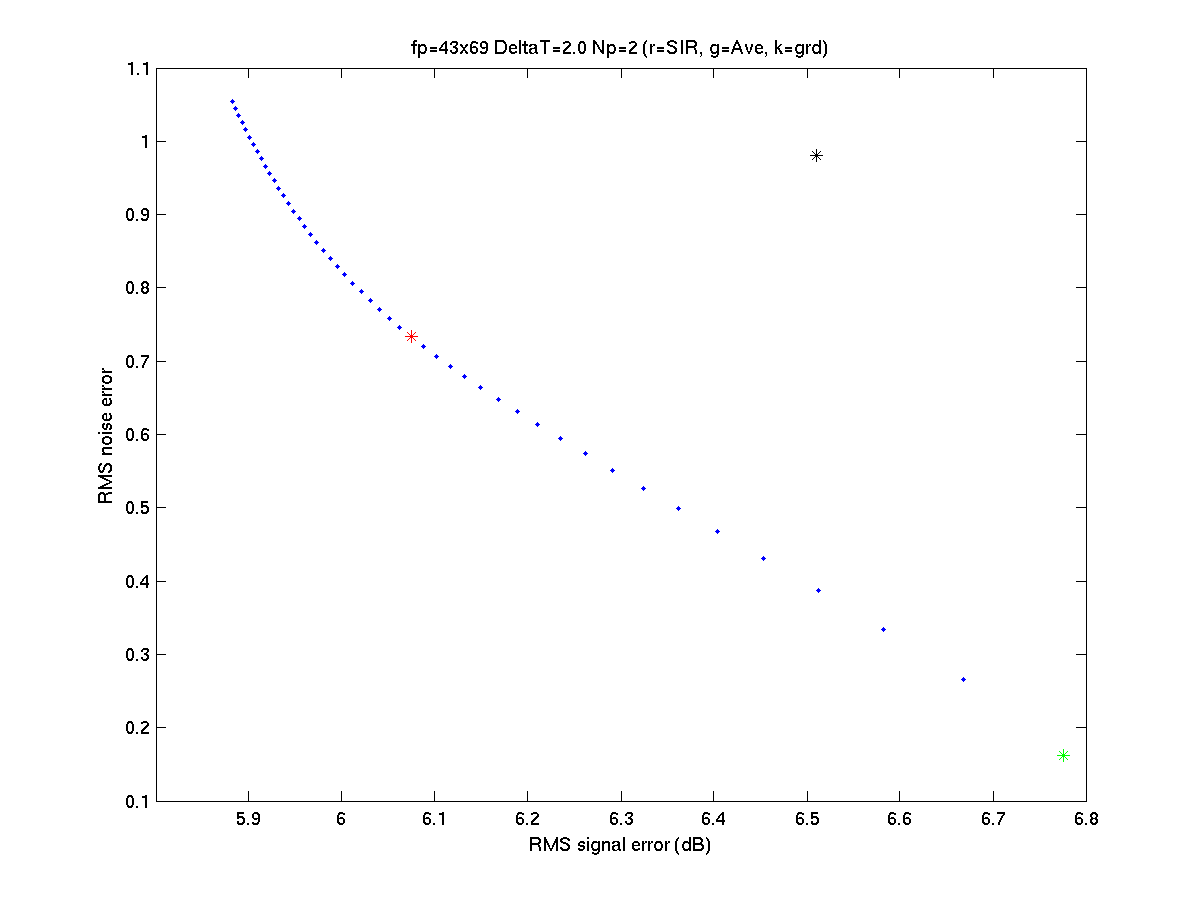 fp=43x69 DeltaT=2.0 Np=2 (r=SIR, g=Ave, k=grd)
1.1
1
0.9
0.8
0.7
0.6
0.5
0.4
0.3
0.2
0.1
RMS noise error
5.9 6 6.1 6.2 6.3 6.4 6.5 6.6 6.7 6.8
RMS signal error (dB)